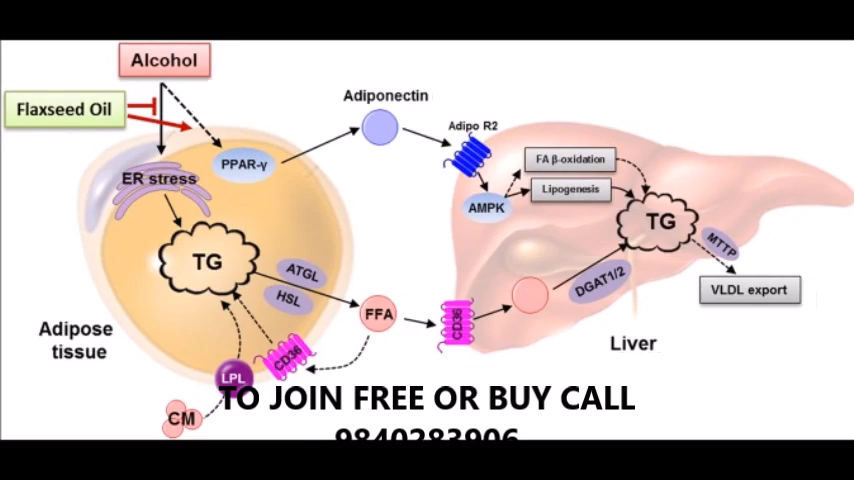 Alcohol
Flaxseed Oil
Adiponectin
Adipo R2
PPAR-γ
FA β-oxidation
ER stress
Lipogenesis
AMPK
TG
TG
MTTP
ATGL
HSL
DGAT1/2
VLDL export
FFA
CD36
Adipose
tissue
CD36
Liver
LPL
CM
TO JOIN FREE OR BUY CALL
9840283906